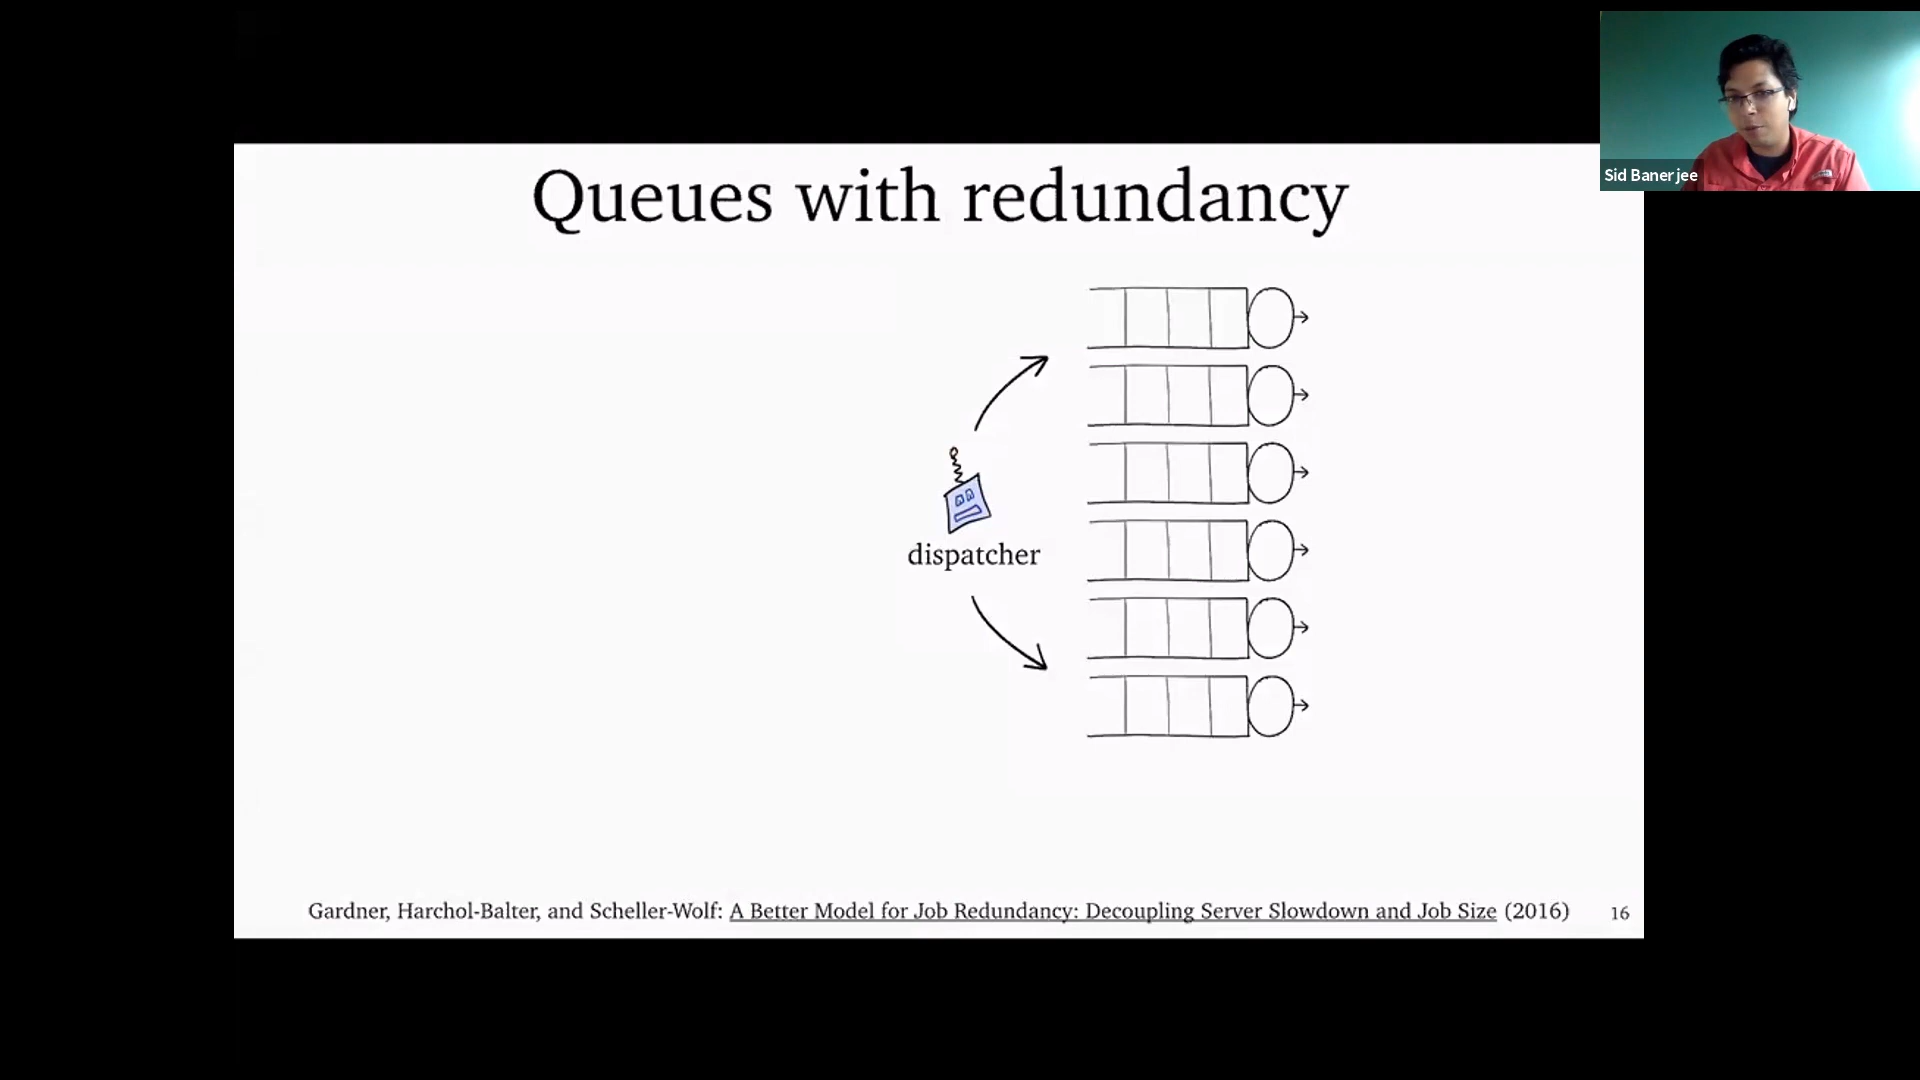 Sid Banerjee
Queues with redundancy
dispatcher
Gardner, Harchol-Balter, and Scheller-Wolf: A Better Model for Job Redundancy: Decoupling Server Slowdown and Job Size (2016)
16